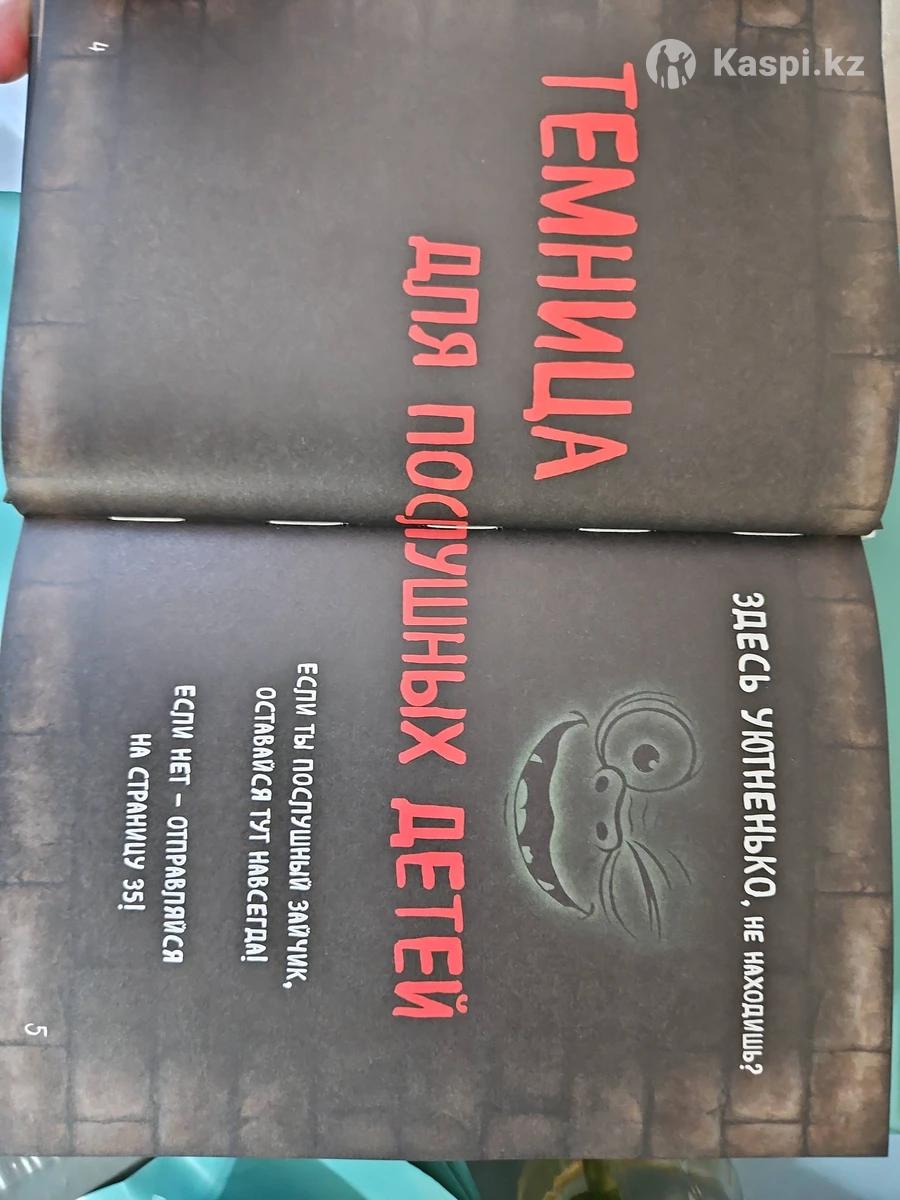 Kaspi.kz
4
ТЕМНИЦА
ДЛЯ ПОСЛУШНЫХ ДЕТЕЙ
ЗДЕСЬ УЮТНЕНЬКО, НЕ НАХОДИШЬ?
ЕСЛИ ТЫ ПОСЛУШНЫЙ ЗАЙЧИК,
ОСТАВАЙСЯ ТУТ НАВСЕГДА!
ЕСЛИ НЕТ – ОТПРАВЛЯЙСЯ
НА СТРАНИЦУ 35!
5